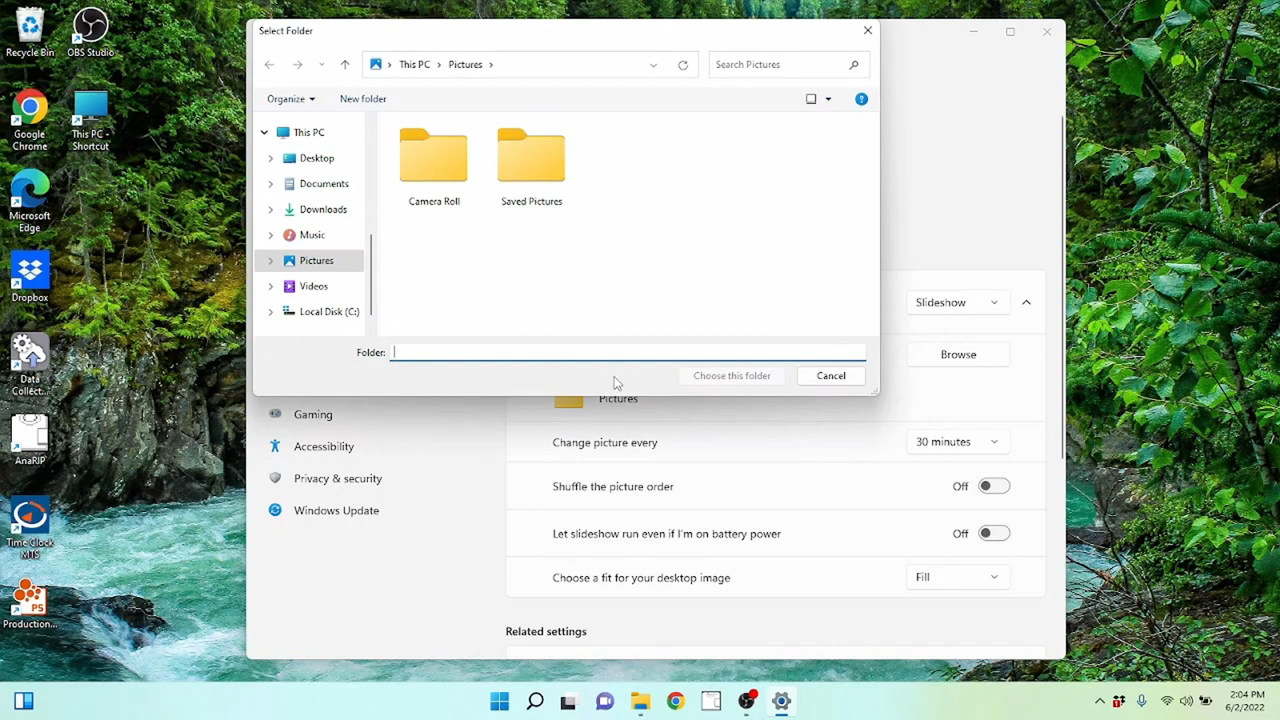 Select Folder
This PC
Pictures
Search Pictures
Organize
New folder
This PC
Desktop
Documents
Downloads
Music
Pictures
Videos
Local Disk (C:)
Camera Roll
Saved Pictures
Folder:
Choose this folder
Cancel
Slideshow
Browse
Pictures
Gaming
Accessibility
Privacy & security
Windows Update
Change picture every
30 minutes
Shuffle the picture order
Off
Let slideshow run even if I'm on battery power
Off
Choose a fit for your desktop image
Fill
Related settings
Recycle Bin
OBS Studio
Google
Chrome
This PC -
Shortcut
Microsoft
Edge
Dropbox
Data
Collect...
AnaRIP
Time Clock
MTS
PS
Production...
2:04 PM
6/2/2022